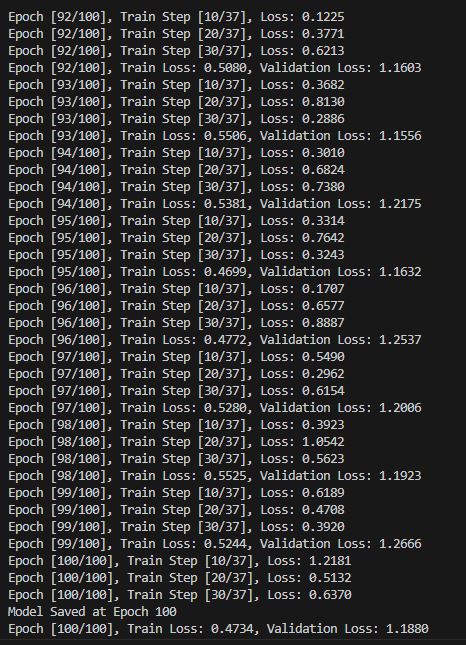 Epoch [92/100], Train Step [10/37], Loss: 0.1225
Epoch [92/100], Train Step [20/37], Loss: 0.3771
Epoch [92/100], Train Step [30/37], Loss: 0.6213
Epoch [92/100], Train Loss: 0.5080, Validation Loss: 1.1603
Epoch [93/100], Train Step [10/37], Loss: 0.3682
Epoch [93/100], Train Step [20/37], Loss: 0.8130
Epoch [93/100], Train Step [30/37], Loss: 0.2886
Epoch [93/100], Train Loss: 0.5506, Validation Loss: 1.1556
Epoch [94/100], Train Step [10/37], Loss: 0.3010
Epoch [94/100], Train Step [20/37], Loss: 0.6824
Epoch [94/100], Train Step [30/37], Loss: 0.7380
Epoch [94/100], Train Loss: 0.5381, Validation Loss: 1.2175
Epoch [95/100], Train Step [10/37], Loss: 0.3314
Epoch [95/100], Train Step [20/37], Loss: 0.7642
Epoch [95/100], Train Step [30/37], Loss: 0.3243
Epoch [95/100], Train Loss: 0.4699, Validation Loss: 1.1632
Epoch [96/100], Train Step [10/37], Loss: 0.1707
Epoch [96/100], Train Step [20/37], Loss: 0.6577
Epoch [96/100], Train Step [30/37], Loss: 0.8887
Epoch [96/100], Train Loss: 0.4772, Validation Loss: 1.2537
Epoch [97/100], Train Step [10/37], Loss: 0.5490
Epoch [97/100], Train Step [20/37], Loss: 0.2962
Epoch [97/100], Train Step [30/37], Loss: 0.6154
Epoch [97/100], Train Loss: 0.5280, Validation Loss: 1.2006
Epoch [98/100], Train Step [10/37], Loss: 0.3923
Epoch [98/100], Train Step [20/37], Loss: 1.0542
Epoch [98/100], Train Step [30/37], Loss: 0.5623
Epoch [98/100], Train Loss: 0.5525, Validation Loss: 1.1923
Epoch [99/100], Train Step [10/37], Loss: 0.6189
Epoch [99/100], Train Step [20/37], Loss: 0.4708
Epoch [99/100], Train Step [30/37], Loss: 0.3920
Epoch [99/100], Train Loss: 0.5244, Validation Loss: 1.2666
Epoch [100/100], Train Step [10/37], Loss: 1.2181
Epoch [100/100], Train Step [20/37], Loss: 0.5132
Epoch [100/100], Train Step [30/37], Loss: 0.6370
Model Saved at Epoch 100
Epoch [100/100], Train Loss: 0.4734, Validation Loss: 1.1880